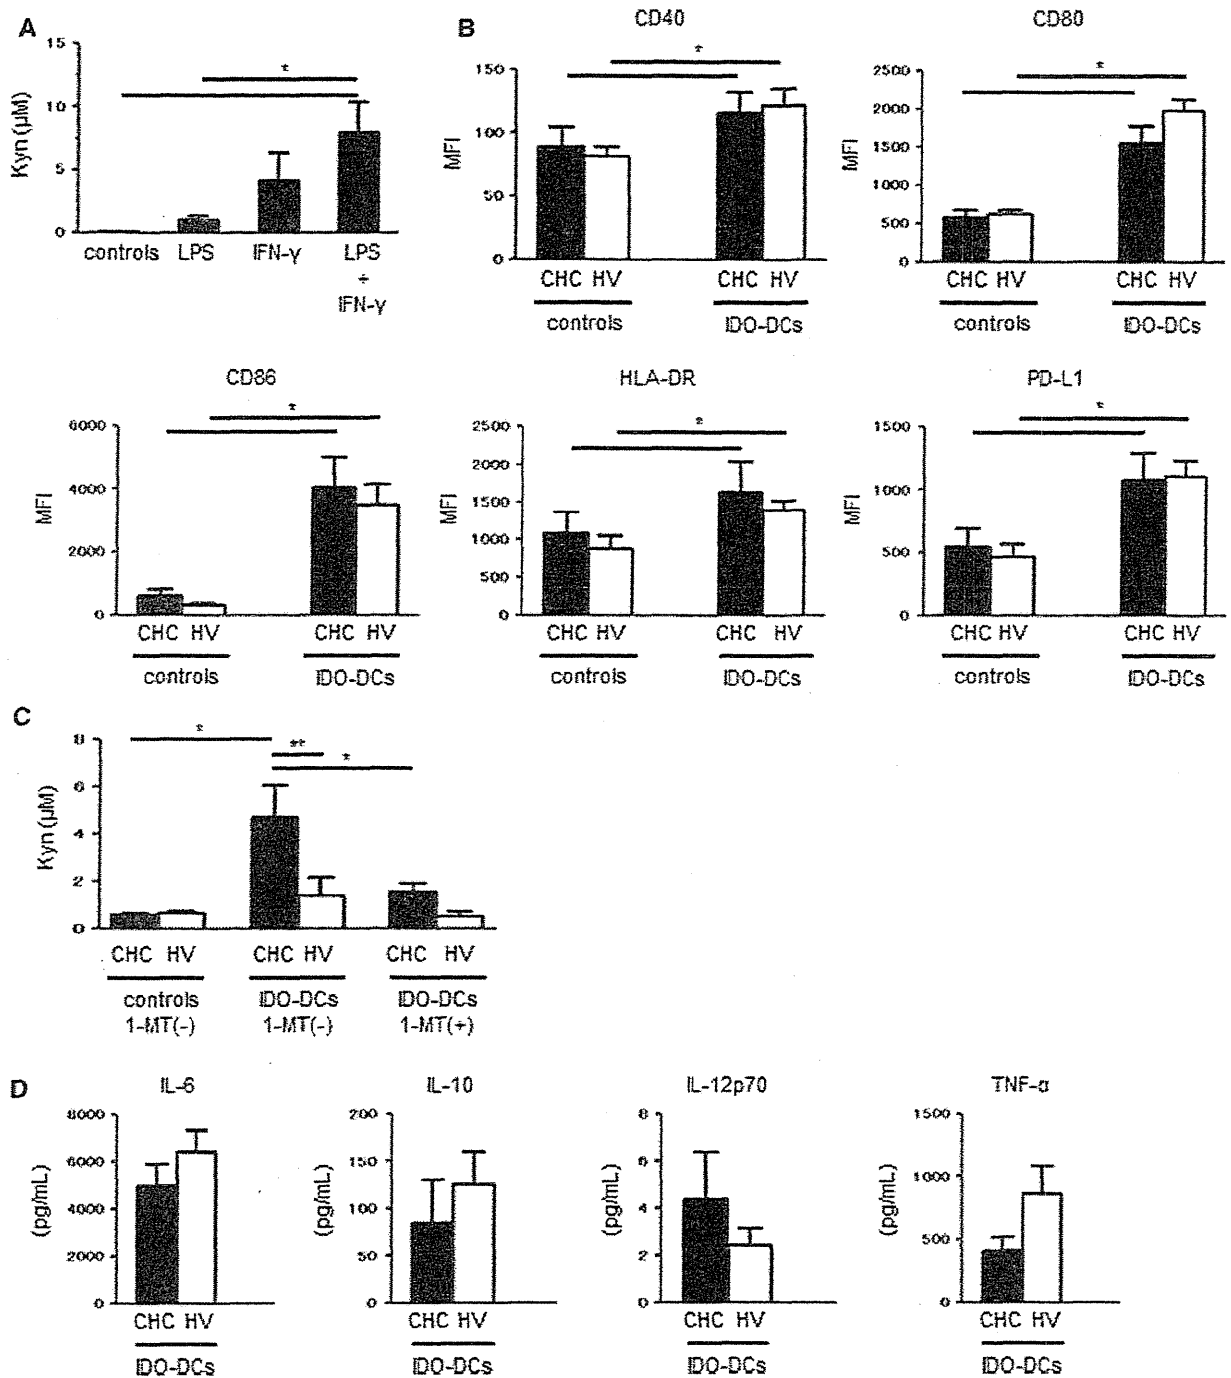 A
15
10
5
0
Kyn (µM)
*
controls LPS IFN-γ LPS
+
IFN-γ
B
CD40
150
100
50
0
MFI
*
CHC HV CHC HV
controls IDO-DCs
CD80
2500
2000
1500
1000
500
0
MFI
*
CHC HV CHC HV
controls IDO-DCs
CD86
6000
4000
2000
0
MFI
*
CHC HV CHC HV
controls IDO-DCs
HLA-DR
2500
2000
1500
1000
500
0
MFI
*
CHC HV CHC HV
controls IDO-DCs
PD-L1
1500
1000
500
0
MFI
*
CHC HV CHC HV
controls IDO-DCs
C
8
6
4
2
0
Kyn (µM)
*
**
*
CHC HV CHC HV CHC HV
controls IDO-DCs IDO-DCs
1-MT(-) 1-MT(-) 1-MT(+)
D
IL-6
8000
6000
4000
2000
0
(pg/mL)
CHC HV
IDO-DCs
IL-10
200
150
100
50
0
(pg/mL)
CHC HV
IDO-DCs
IL-12p70
8
6
4
2
0
(pg/mL)
CHC HV
IDO-DCs
TNF-α
1500
1000
500
0
(pg/mL)
CHC HV
IDO-DCs